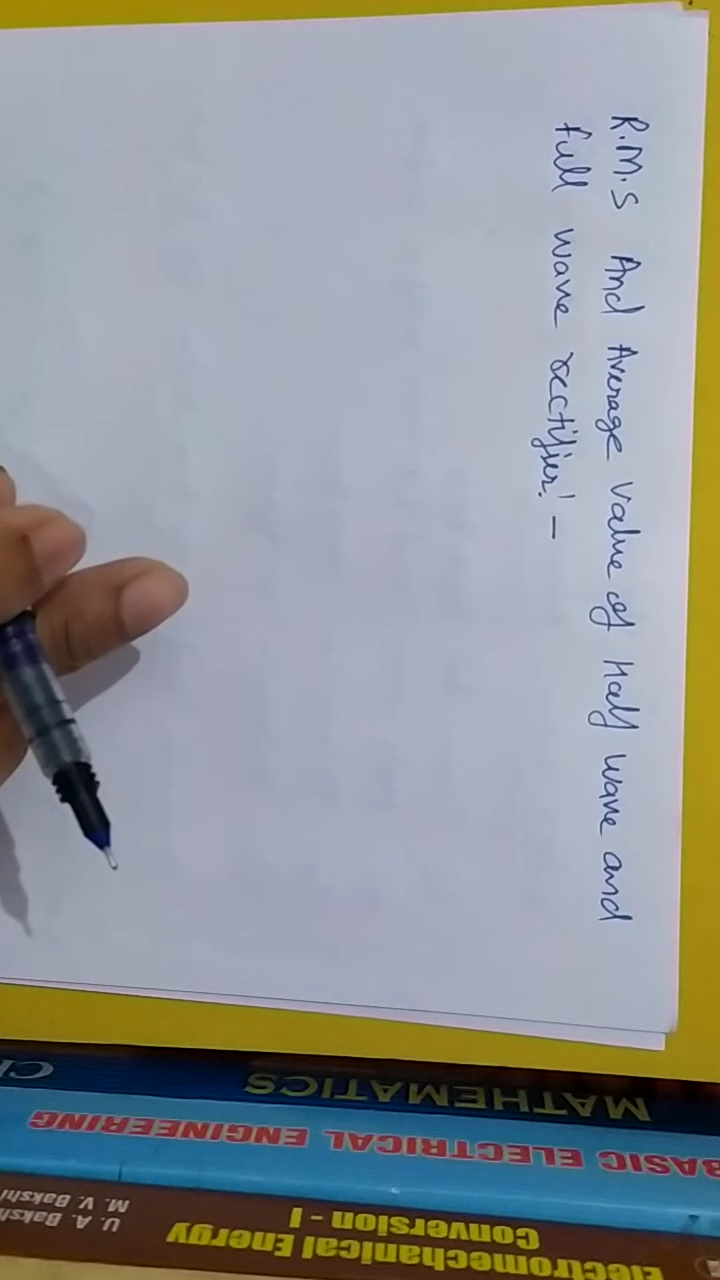 R.M.S And Average value of Half wave and
full wave rectifier:-
MATHEMATICS
BASIC ELECTRICAL ENGINEERING
Electromechanical Energy
Conversion - I
U. A. Bakshi
M. V. Bakshi